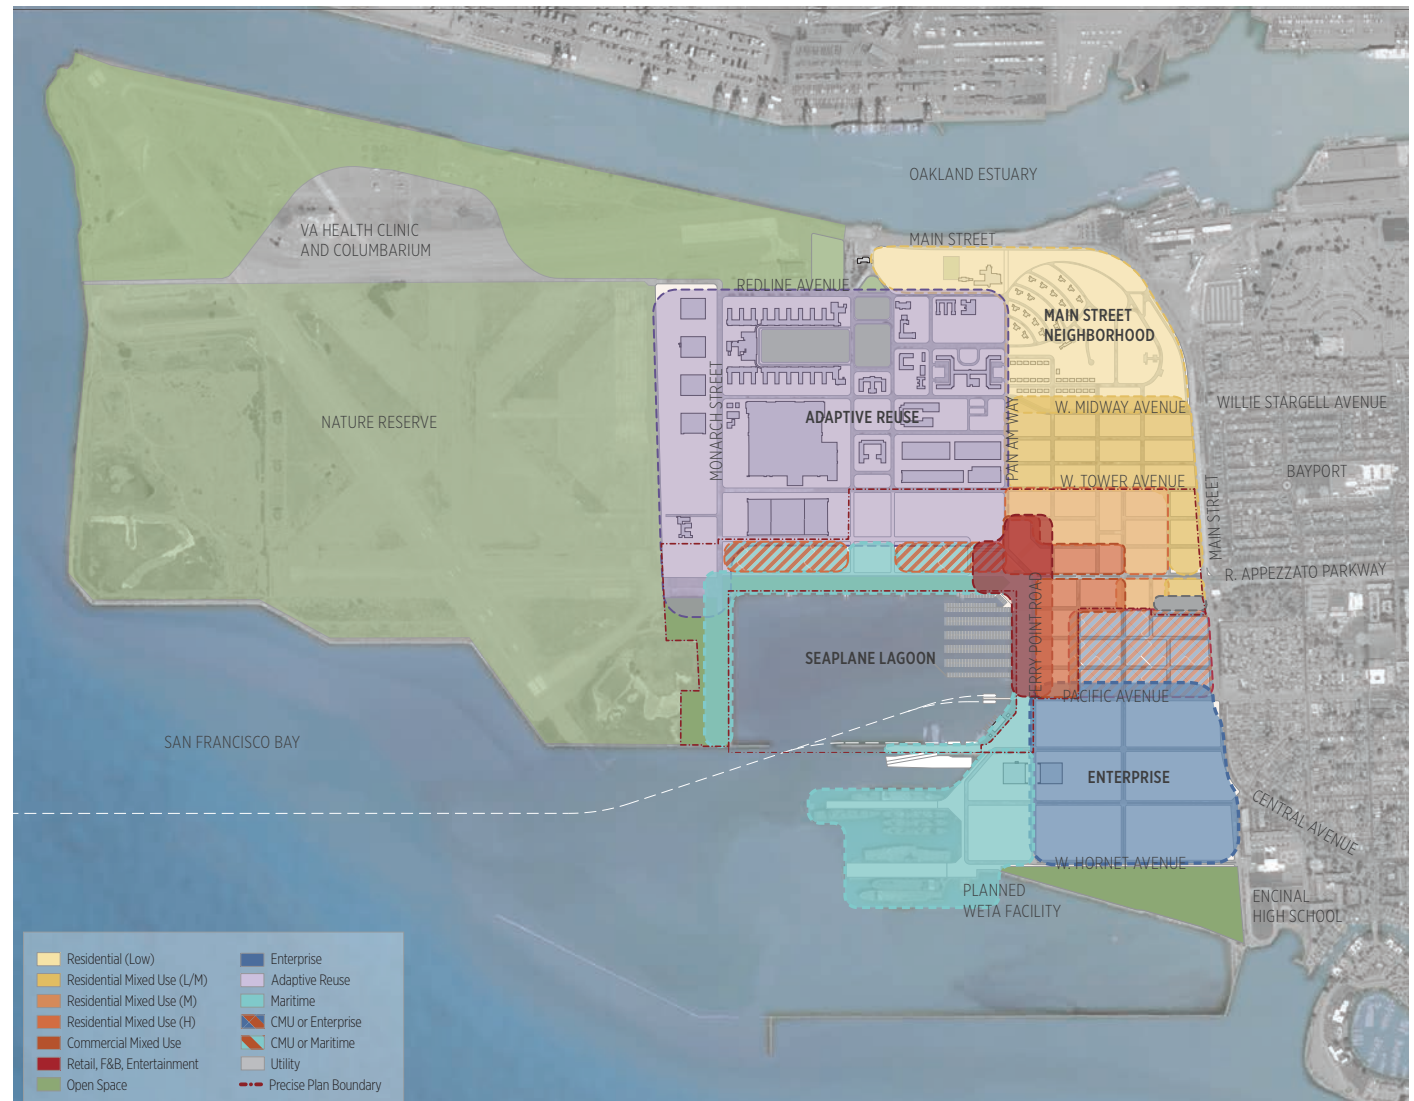 OAKLAND ESTUARY
VA HEALTH CLINIC
AND COLUMBARIUM
MAIN STREET
REDLINE AVENUE
MAIN STREET
NEIGHBORHOOD
NATURE RESERVE
MONARCH STREET
ADAPTIVE REUSE
PAN AM WAY
W. MIDWAY AVENUE
WILLIE STARGELL AVENUE
BAYPORT
W. TOWER AVENUE
MAIN STREET
R. APPEZZATO PARKWAY
FERRY POINT ROAD
SEAPLANE LAGOON
PACIFIC AVENUE
SAN FRANCISCO BAY
ENTERPRISE
CENTRAL AVENUE
W. HORNET AVENUE
PLANNED
WETA FACILITY
ENCINAL
HIGH SCHOOL
Residential (Low)
Residential Mixed Use (L/M)
Residential Mixed Use (M)
Residential Mixed Use (H)
Commercial Mixed Use
Retail, F&B, Entertainment
Open Space
Enterprise
Adaptive Reuse
Maritime
CMU or Enterprise
CMU or Maritime
Utility
Precise Plan Boundary